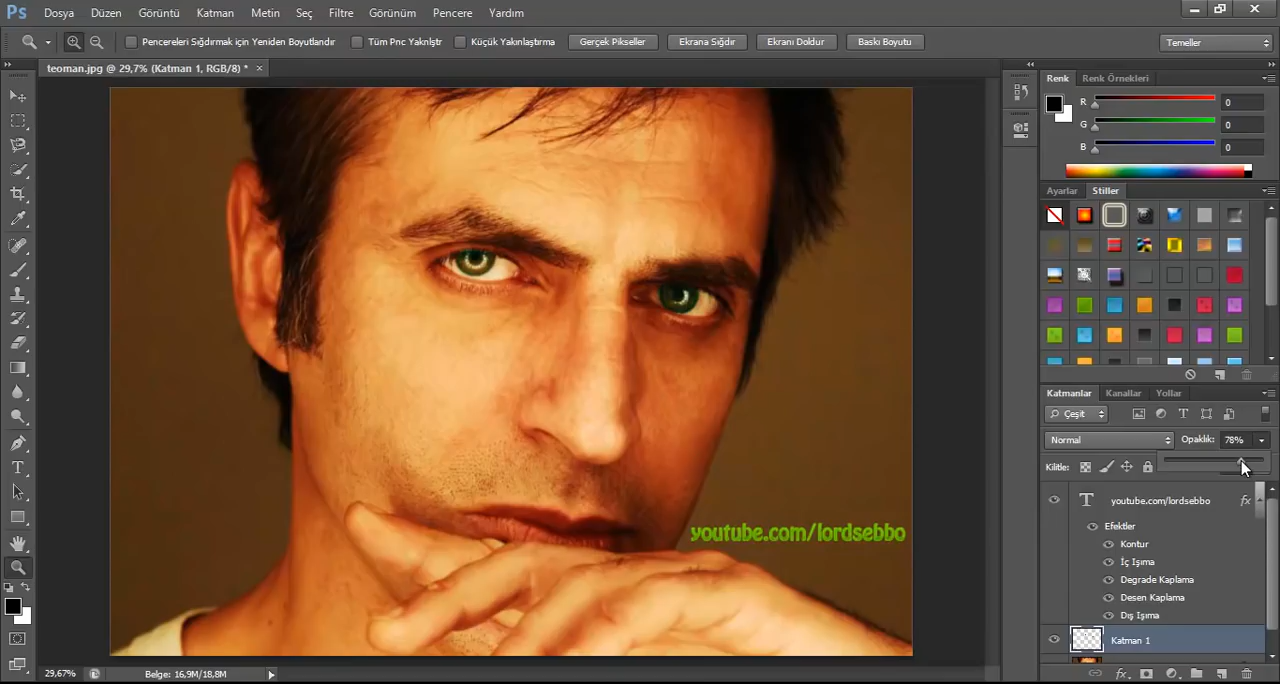 Ps Dosya Düzen Görüntü Katman Metin Seç Filtre Görünüm Pencere Yardım
Pencereleri Sığdırmak için Yeniden Boyutlandır Tüm Pnc Yaknlştr Küçük Yakınlaştırma Gerçek Pikseller Ekrana Sığdır Ekranı Doldur Baskı Boyutu Temeller
teoman.jpg @ 29,7% (Katman 1, RGB/8) *
Renk Renk Örnekleri
R 0
G 0
B 0
Ayarlar Stiller
Katmanlar Kanallar Yollar
Çeşit
Normal Opaklık: 78%
Kilitle:
T youtube.com/lordsebbo fx
Efektler
Kontur
İç Işıma
Degrade Kaplama
Desen Kaplama
Dış Işıma
Katman 1
youtube.com/lordsebbo
29,67% Belge: 16,9M/18,8M